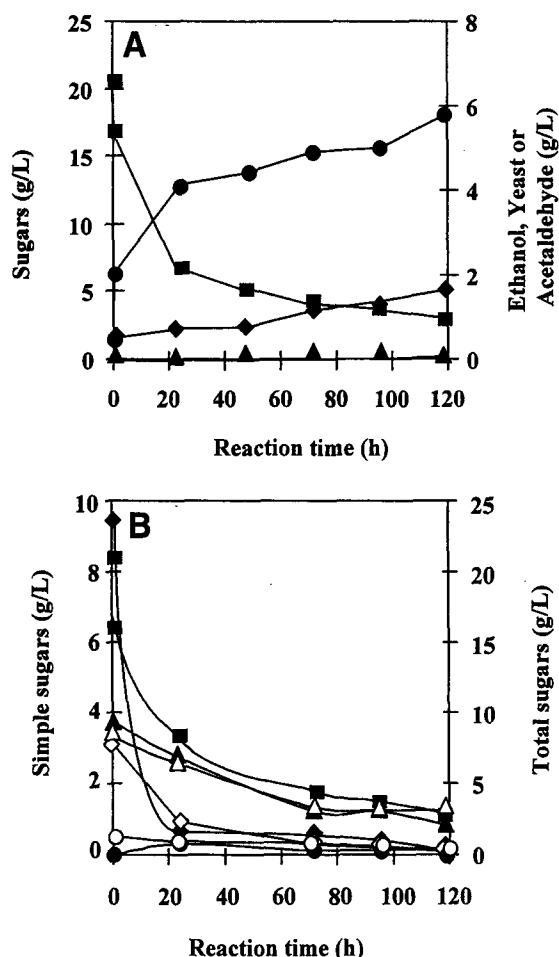 A
25
20
15
10
5
0
Sugars (g/L)
8
6
4
2
0
Ethanol, Yeast or
Acetaldehyde (g/L)
0 20 40 60 80 100 120
Reaction time (h)
B
10
8
6
4
2
0
Simple sugars (g/L)
25
20
15
10
5
0
Total sugars (g/L)
0 20 40 60 80 100 120
Reaction time (h)